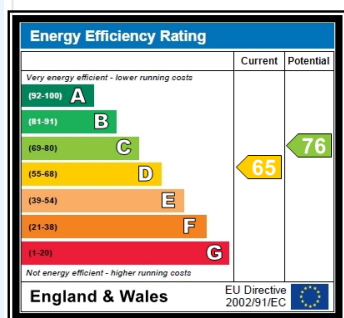 Energy Efficiency Rating
Current Potential
Very energy efficient - lower running costs
(92-100) A
(81-91) B
(69-80) C
76
(55-68) D
65
(39-54) E
(21-38) F
(1-20) G
Not energy efficient - higher running costs
England & Wales
EU Directive
2002/91/EC